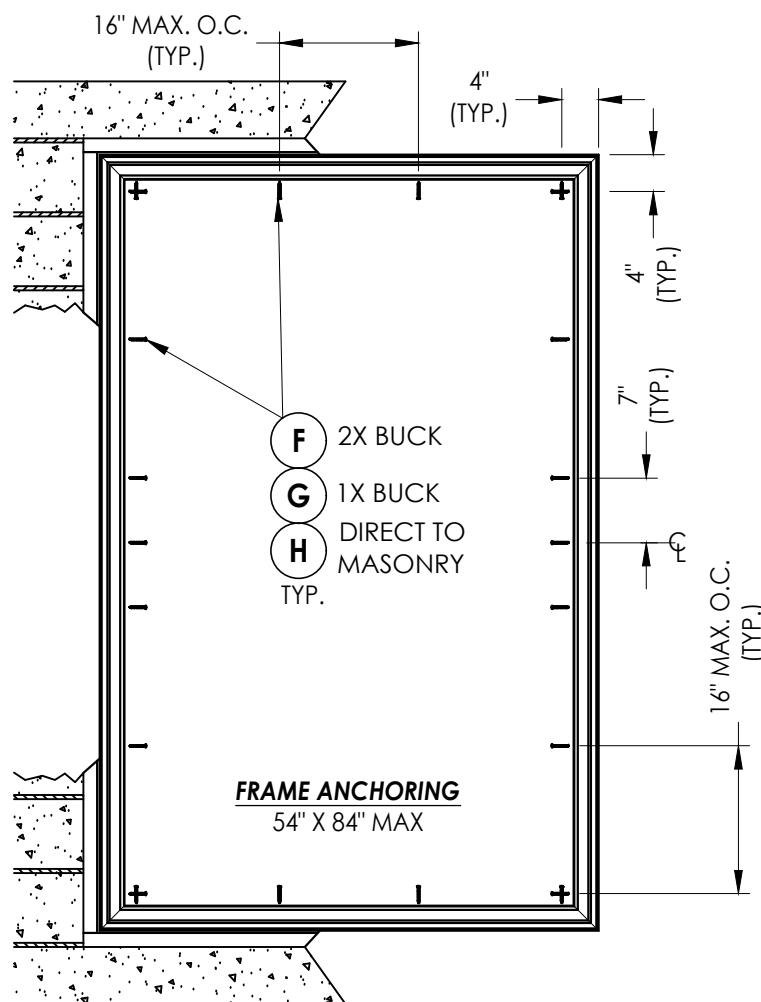 16" MAX. O.C.
(TYP.)
4"
(TYP.)
4"
(TYP.)
7"
(TYP.)
F 2X BUCK
G 1X BUCK
H DIRECT TO
MASONRY
TYP.
℄
16" MAX. O.C.
(TYP.)
FRAME ANCHORING
54" X 84" MAX